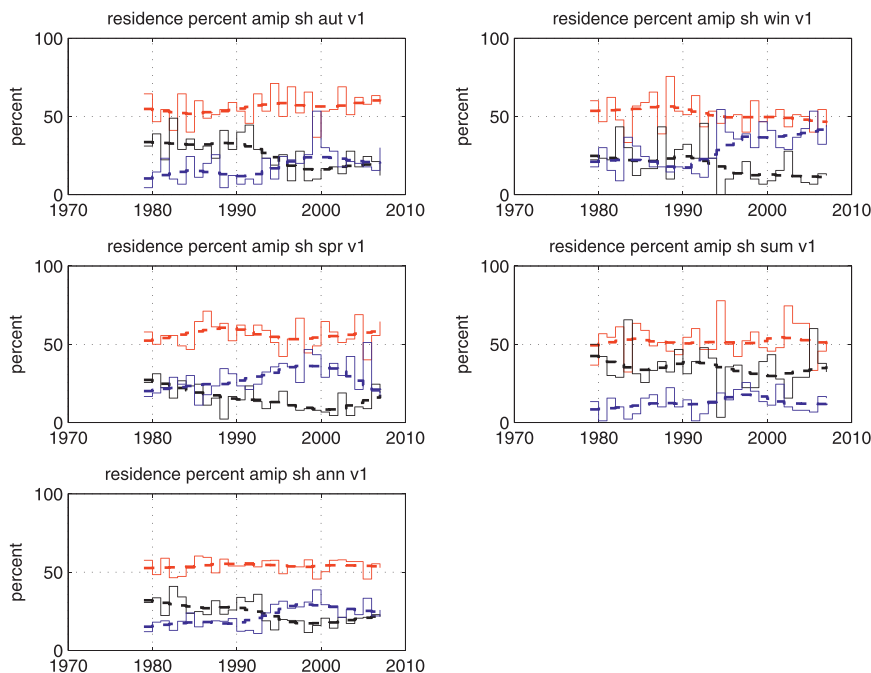 residence percent amip sh aut v1
100
50
0
percent
1970 1980 1990 2000 2010
residence percent amip sh win v1
100
50
0
percent
1970 1980 1990 2000 2010
residence percent amip sh spr v1
100
50
0
percent
1970 1980 1990 2000 2010
residence percent amip sh sum v1
100
50
0
percent
1970 1980 1990 2000 2010
residence percent amip sh ann v1
100
50
0
percent
1970 1980 1990 2000 2010